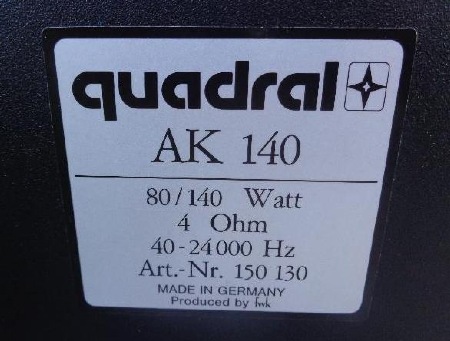 quadral
AK 140
80/140 Watt
4 Ohm
40-24000 Hz
Art.-Nr. 150 130
MADE IN GERMANY
Produced by fwk